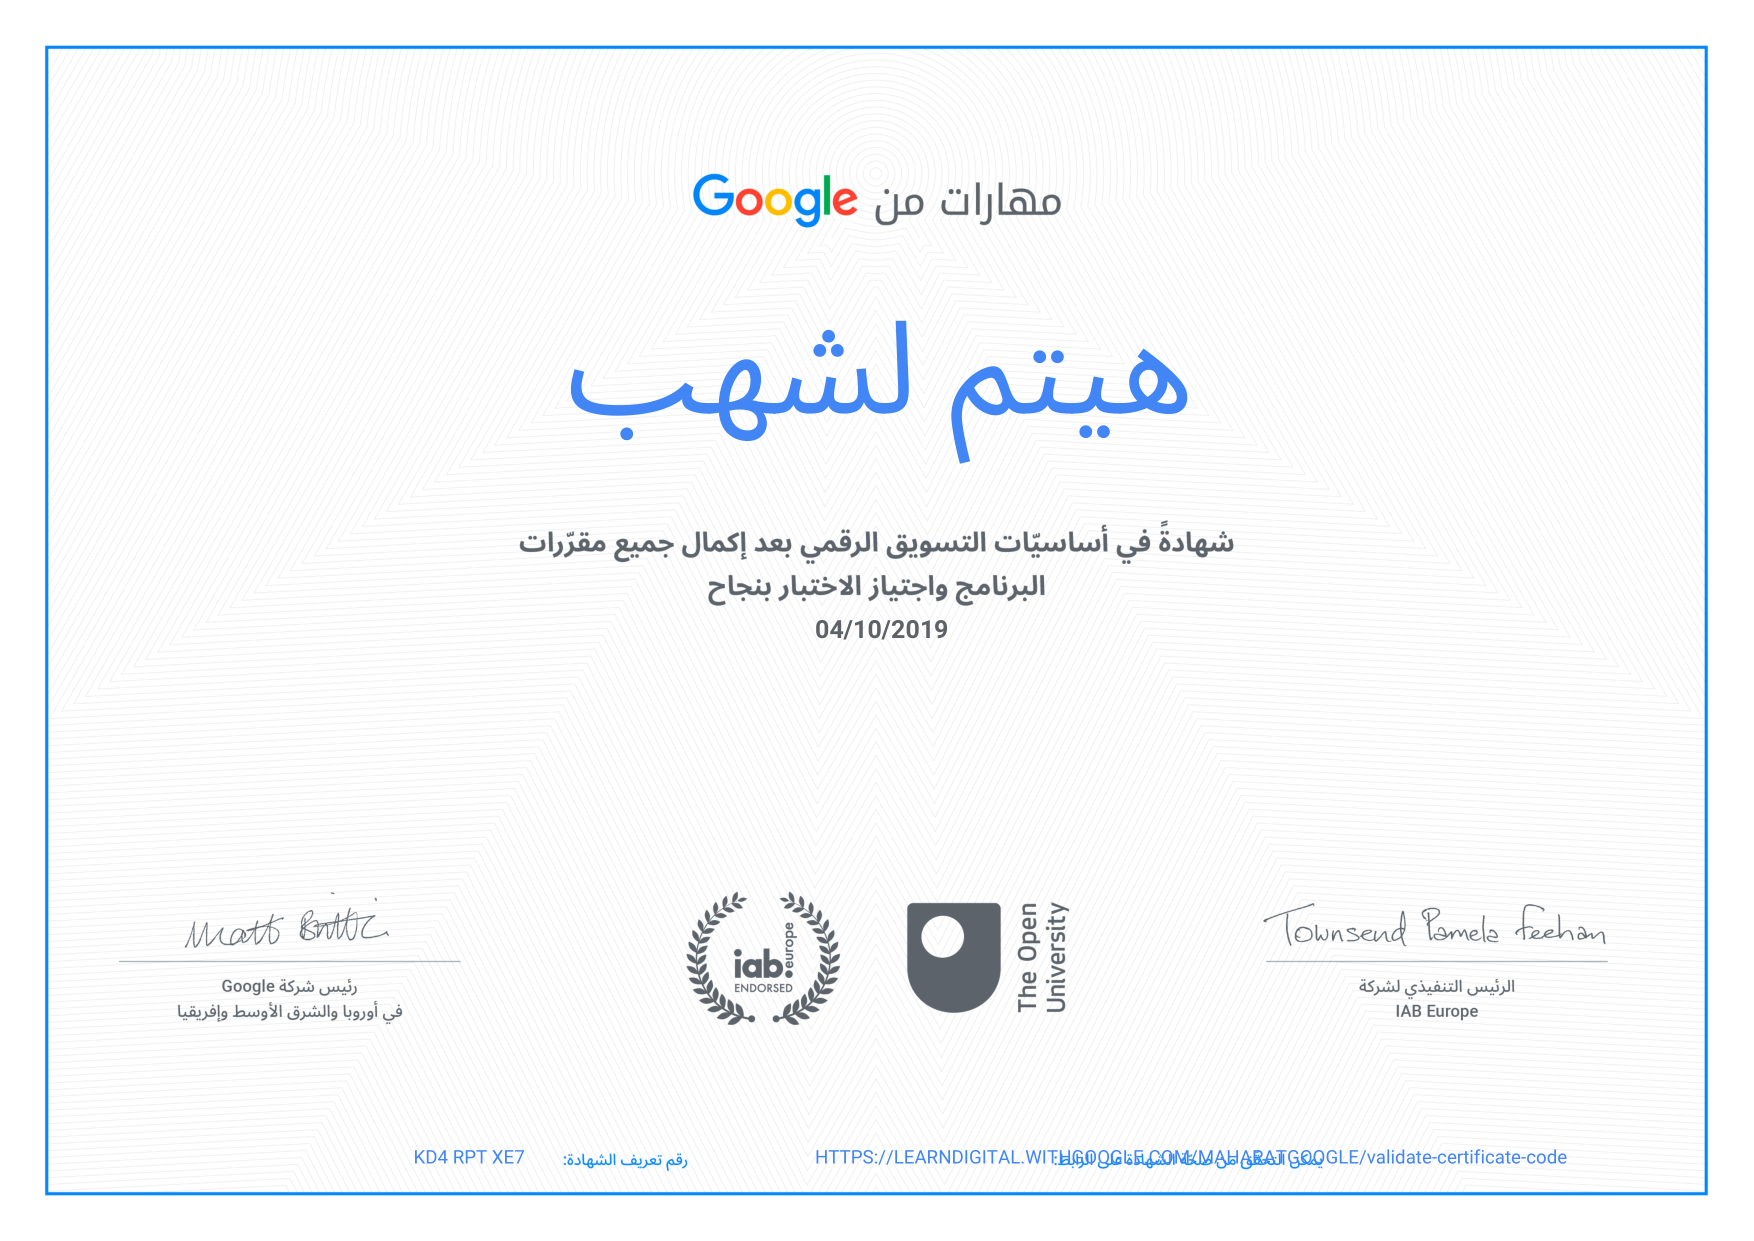 مهارات من Google
هيتم لشهب
شهادةً في أساسيّات التسويق الرقمي بعد إكمال جميع مقرّرات
البرنامج واجتياز الاختبار بنجاح
04/10/2019
Townsend Pamela Feehan
الرئيس التنفيذي لشركة
IAB Europe
The Open
University
iab europe
ENDORSED
Matt Brittin
رئيس شركة Google
في أوروبا والشرق الأوسط وإفريقيا
يمكن التحقق من صحة الشهادة على الرابط:
HTTPS://LEARNDIGITAL.WITHGOOGLE.COM/MAHARATGOOGLE/validate-certificate-code
رقم تعريف الشهادة: KD4 RPT XE7